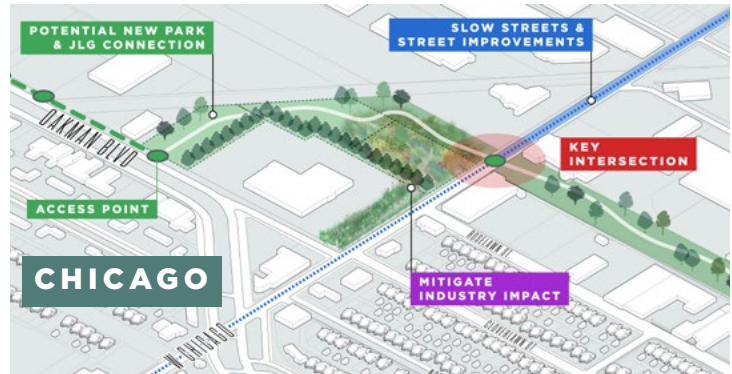 POTENTIAL NEW PARK
& JLG CONNECTION
SLOW STREETS &
STREET IMPROVEMENTS
OAKMAN BLVD
KEY
INTERSECTION
ACCESS POINT
CHICAGO
MITIGATE
INDUSTRY IMPACT